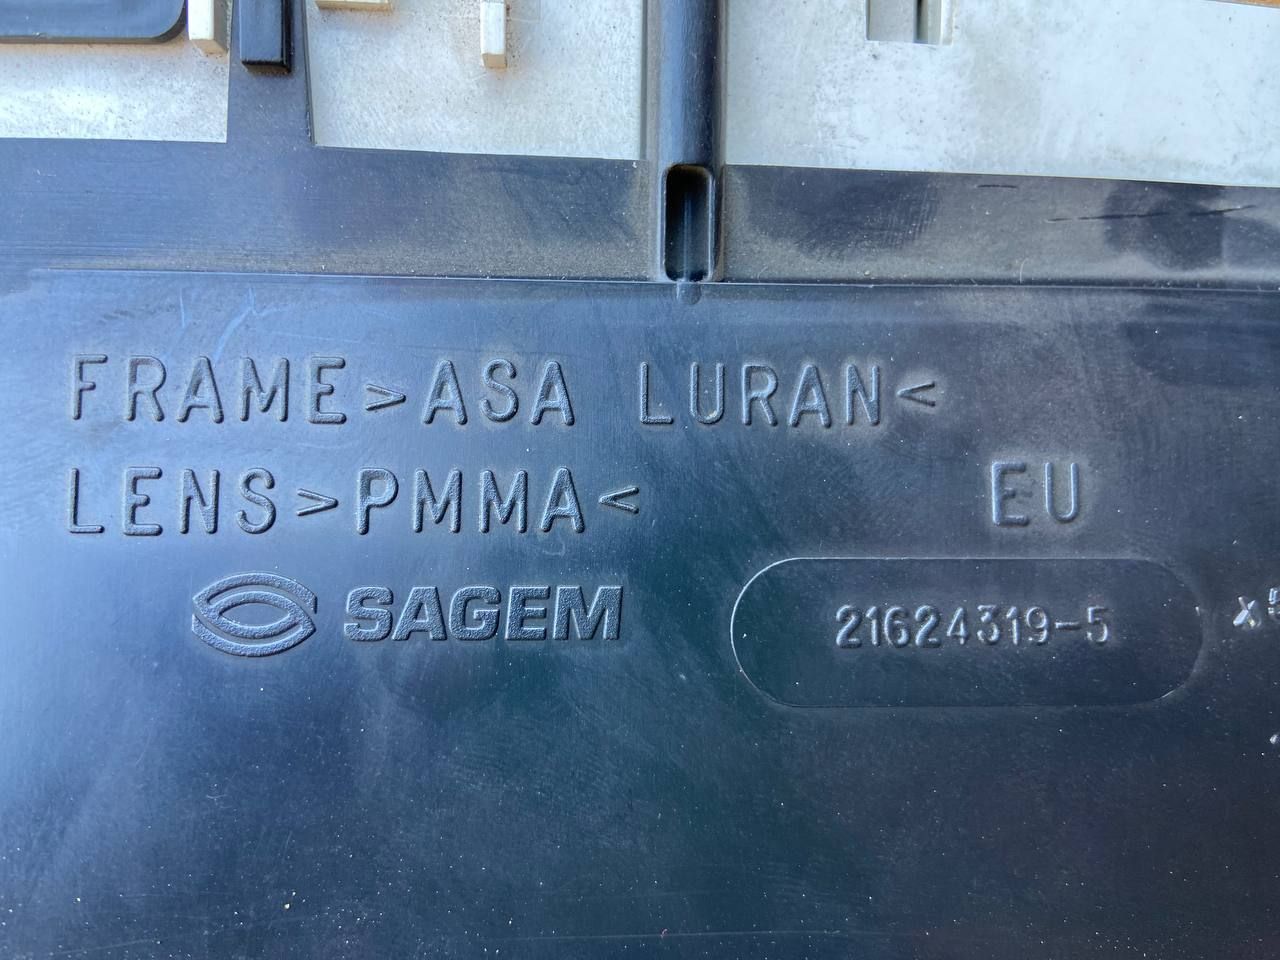 FRAME>ASA LURAN<
LENS>PMMA<
EU
SAGEM
21624319-5